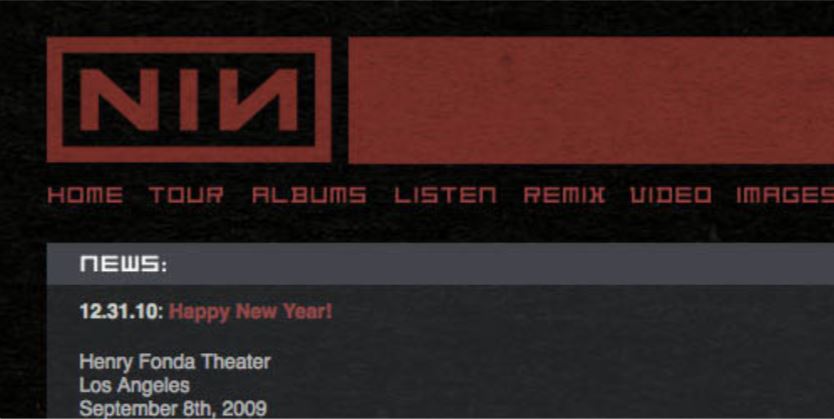 NIN
HOME TOUR ALBUMS LISTEN REMIX VIDEO IMAGES
NEWS:
12.31.10: Happy New Year!
Henry Fonda Theater
Los Angeles
September 8th, 2009